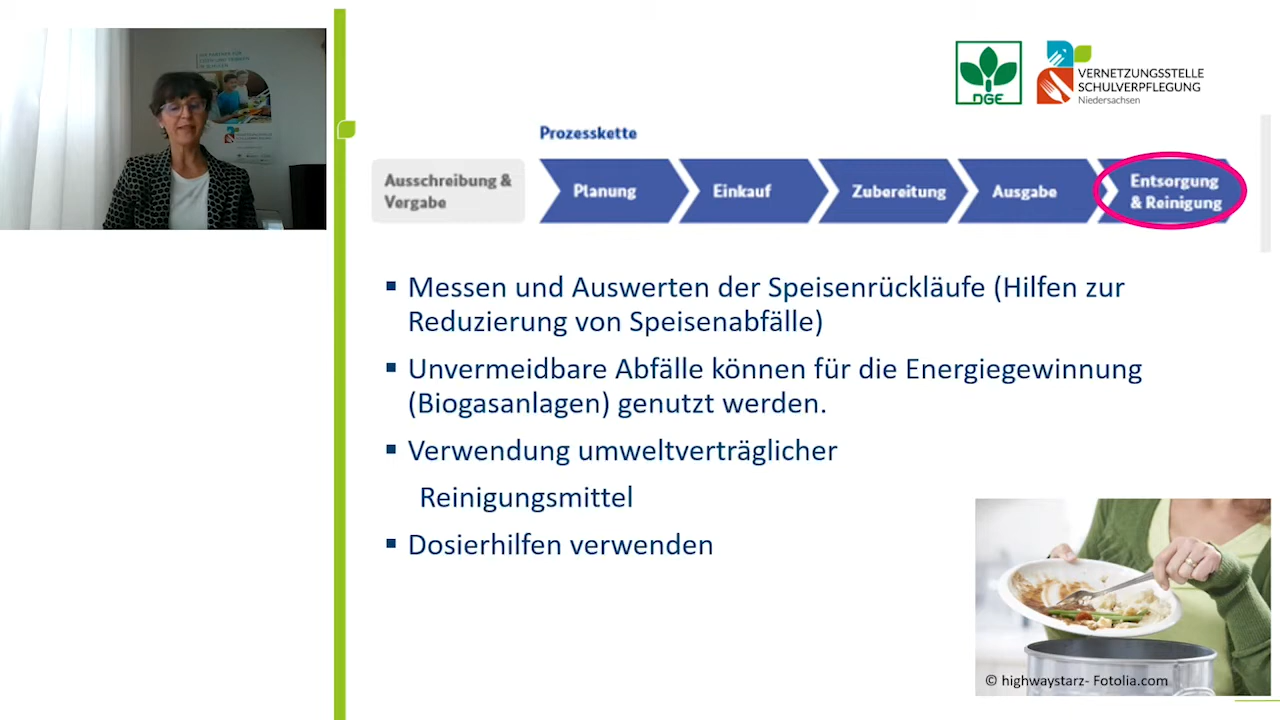 DGE
VERNETZUNGSSTELLE
SCHULVERPFLEGUNG
Niedersachsen
Prozesskette
Ausschreibung &
Vergabe
Planung
Einkauf
Zubereitung
Ausgabe
Entsorgung
& Reinigung
▪ Messen und Auswerten der Speisenrückläufe (Hilfen zur
Reduzierung von Speisenabfälle)
▪ Unvermeidbare Abfälle können für die Energiegewinnung
(Biogasanlagen) genutzt werden.
▪ Verwendung umweltverträglicher
Reinigungsmittel
▪ Dosierhilfen verwenden
© highwaystarz- Fotolia.com